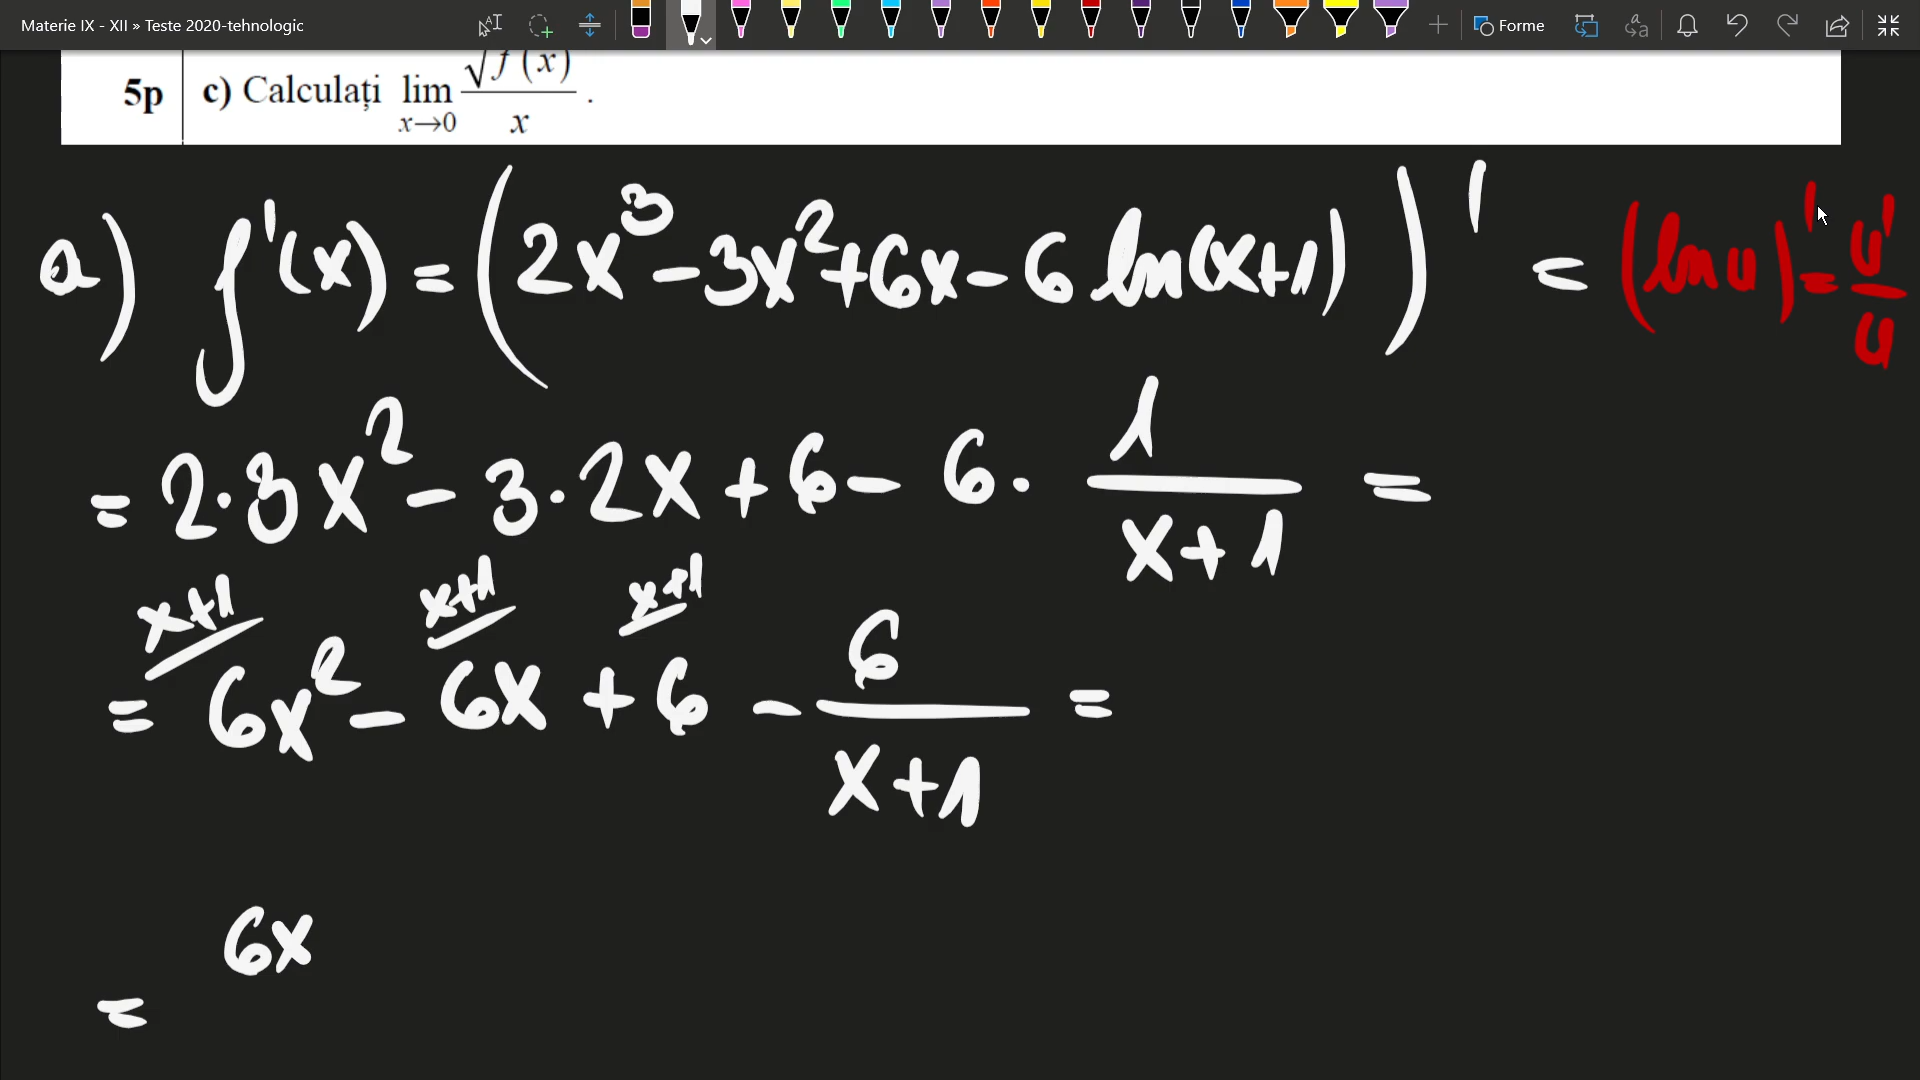 Materie IX - XII » Teste 2020-tehnologic
Forme
5p c) Calculați lim x→0 √f(x) / x .
a) f'(x) = (2x³ - 3x² + 6x - 6 ln(x+1))' = (ln u)' = u'/u
= 2·3x² - 3·2x + 6 - 6 · 1/(x+1) =
x+1 x+1 x+1
= 6x² - 6x + 6 - 6/(x+1) =
6x
=